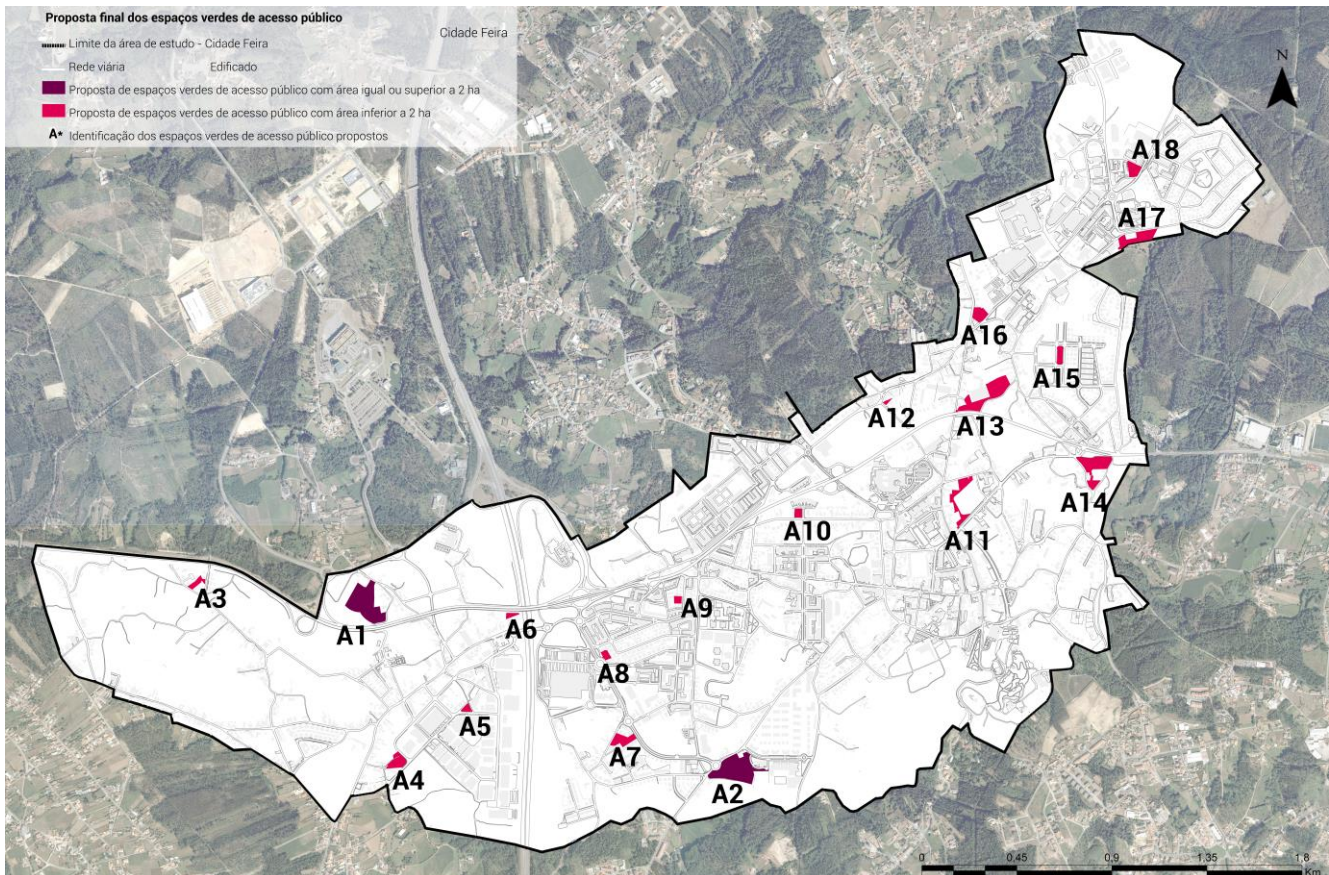 Proposta final dos espaços verdes de acesso público
Cidade Feira
Limite da área de estudo - Cidade Feira
Rede viária Edificado
Proposta de espaços verdes de acesso público com área igual ou superior a 2 ha
Proposta de espaços verdes de acesso público com área inferior a 2 ha
A* Identificação dos espaços verdes de acesso público propostos
N
A18
A17
A16
A15
A12
A13
A14
A10
A11
A3
A1
A6
A9
A8
A5
A7
A4
A2
0 0,45 0,9 1,35 1,8
Km